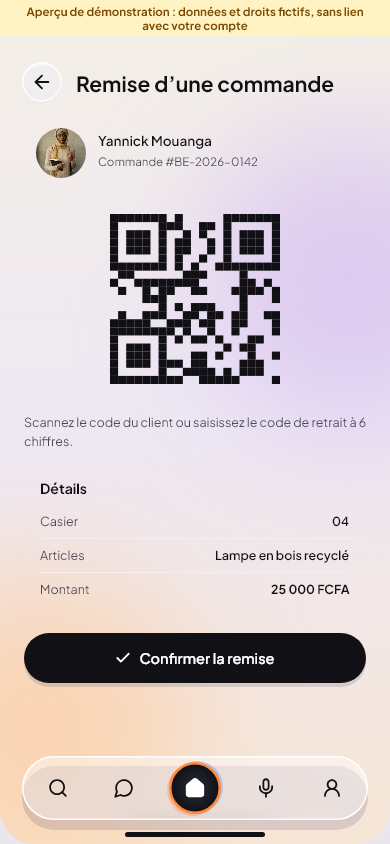 Aperçu de démonstration : données et droits fictifs, sans lien
avec votre compte
Remise d’une commande
Yannick Mouanga
Commande #BE-2026-0142
Scannez le code du client ou saisissez le code de retrait à 6
chiffres.
Détails
Casier 04
Articles Lampe en bois recyclé
Montant 25 000 FCFA
Confirmer la remise